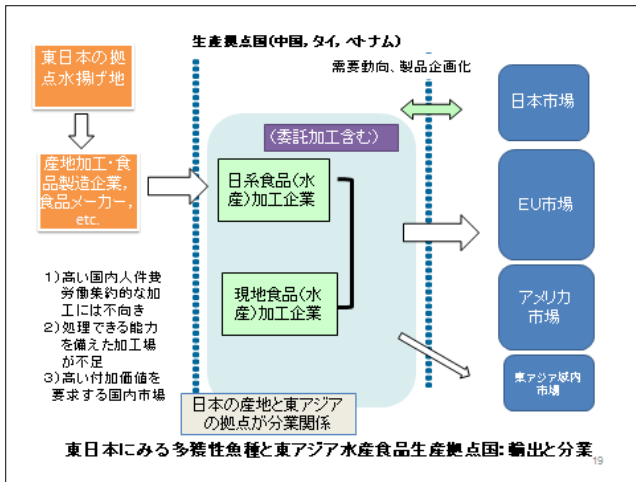 生産拠点国(中国，タイ，ベトナム)
東日本の拠
点水揚げ地
需要動向、製品企画化
日本市場
(委託加工含む)
産地加工・食
品製造企業，
食品メーカー，
etc.
日系食品(水
産)加工企業
EU市場
現地食品(水
産)加工企業
アメリカ
市場
1)高い国内人件費
労働集約的な加
工には不向き
2)処理できる能力
を備えた加工場
が不足
3)高い付加価値を
要求する国内市場
東アジア域内
市場
日本の産地と東アジア
の拠点が分業関係
東日本にみる多獲性魚種と東アジア水産食品生産拠点国：輸出と分業
19